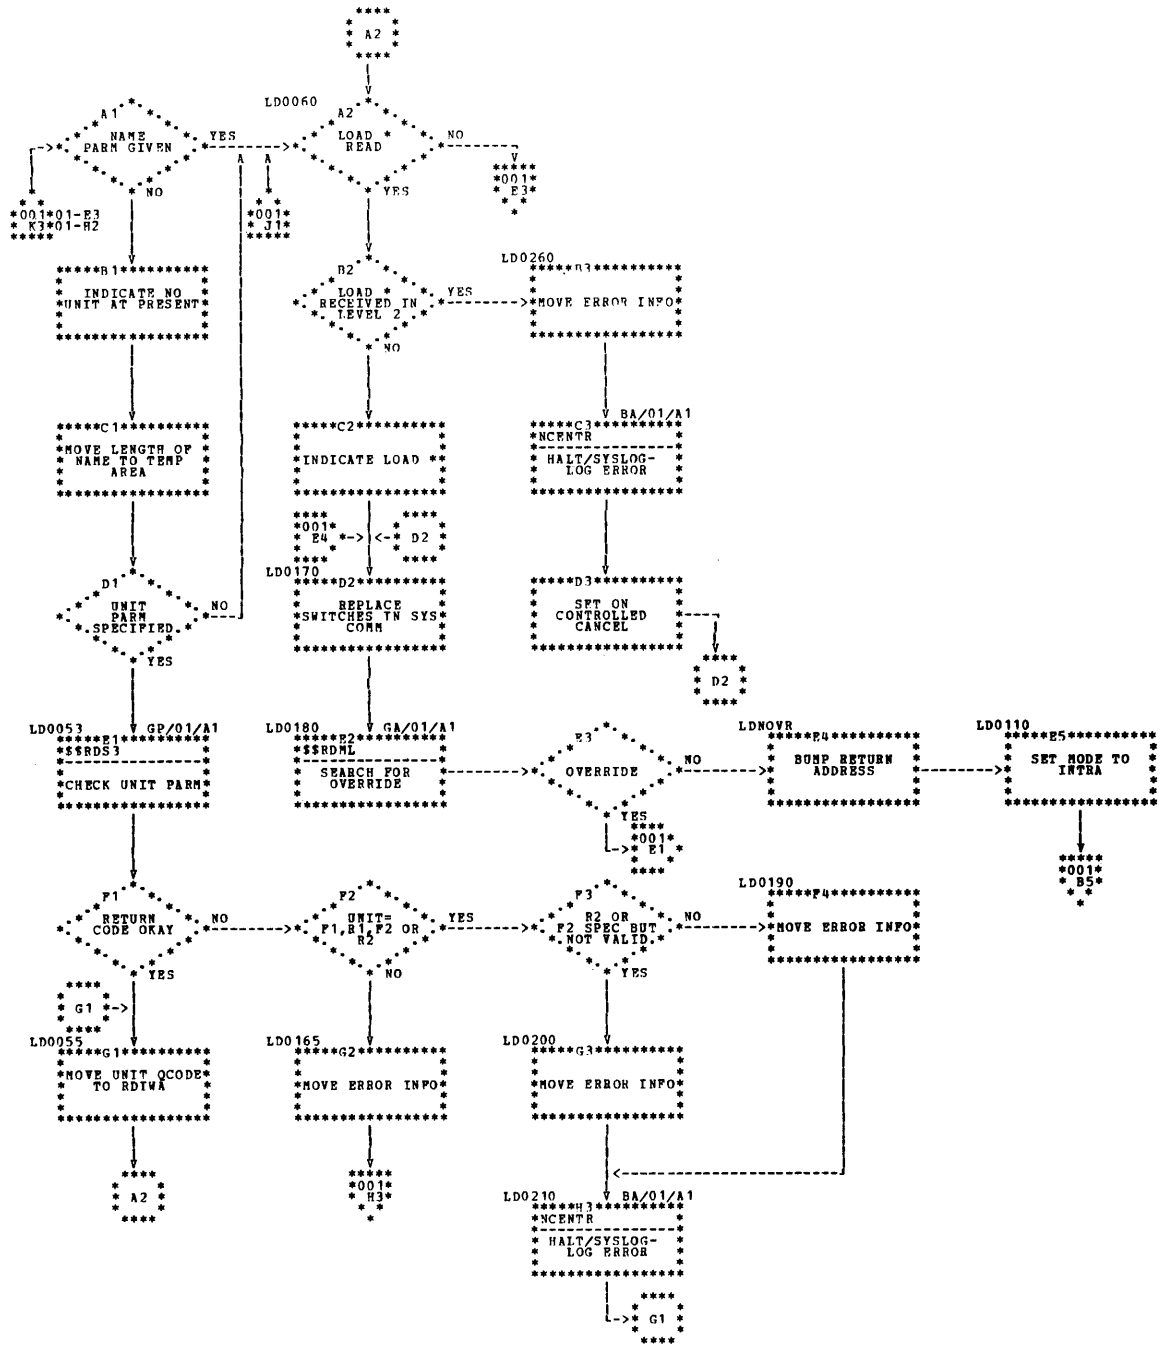 A2
LD0060
A1
NAME
PARM GIVEN
YES
NO
A2
LOAD
READ
NO
YES
001
K3
01-E3
01-H2
001
J1
001
E3
B1
INDICATE NO
UNIT AT PRESENT
B2
LOAD
RECEIVED IN
LEVEL 2
YES
NO
LD0260
B3
MOVE ERROR INFO
C1
MOVE LENGTH OF
NAME TO TEMP
AREA
C2
INDICATE LOAD
BA/01/A1
C3
NCENTR
HALT/SYSLOG-
LOG ERROR
001
E4
D2
D1
UNIT
PARM
SPECIFIED
NO
YES
LD0170
D2
REPLACE
SWITCHES IN SYS
COMM
D3
SET ON
CONTROLLED
CANCEL
D2
LD0053
GP/01/A1
E1
$$RDS3
CHECK UNIT PARM
LD0180
GA/01/A1
E2
$$RDML
SEARCH FOR
OVERRIDE
E3
OVERRIDE
NO
YES
001
E1
LDNOVR
E4
BUMP RETURN
ADDRESS
LD0110
E5
SET MODE TO
INTRA
001
B5
F1
RETURN
CODE OKAY
NO
YES
F2
UNIT=
F1,R1,F2 OR
R2
YES
NO
F3
R2 OR
F2 SPEC BUT
NOT VALID.
NO
YES
LD0190
F4
MOVE ERROR INFO
G1
LD0055
G1
MOVE UNIT QCODE
TO RDIWA
LD0165
G2
MOVE ERROR INFO
LD0200
G3
MOVE ERROR INFO
A2
001
H3
LD0210
BA/01/A1
H3
NCENTR
HALT/SYSLOG-
LOG ERROR
G1